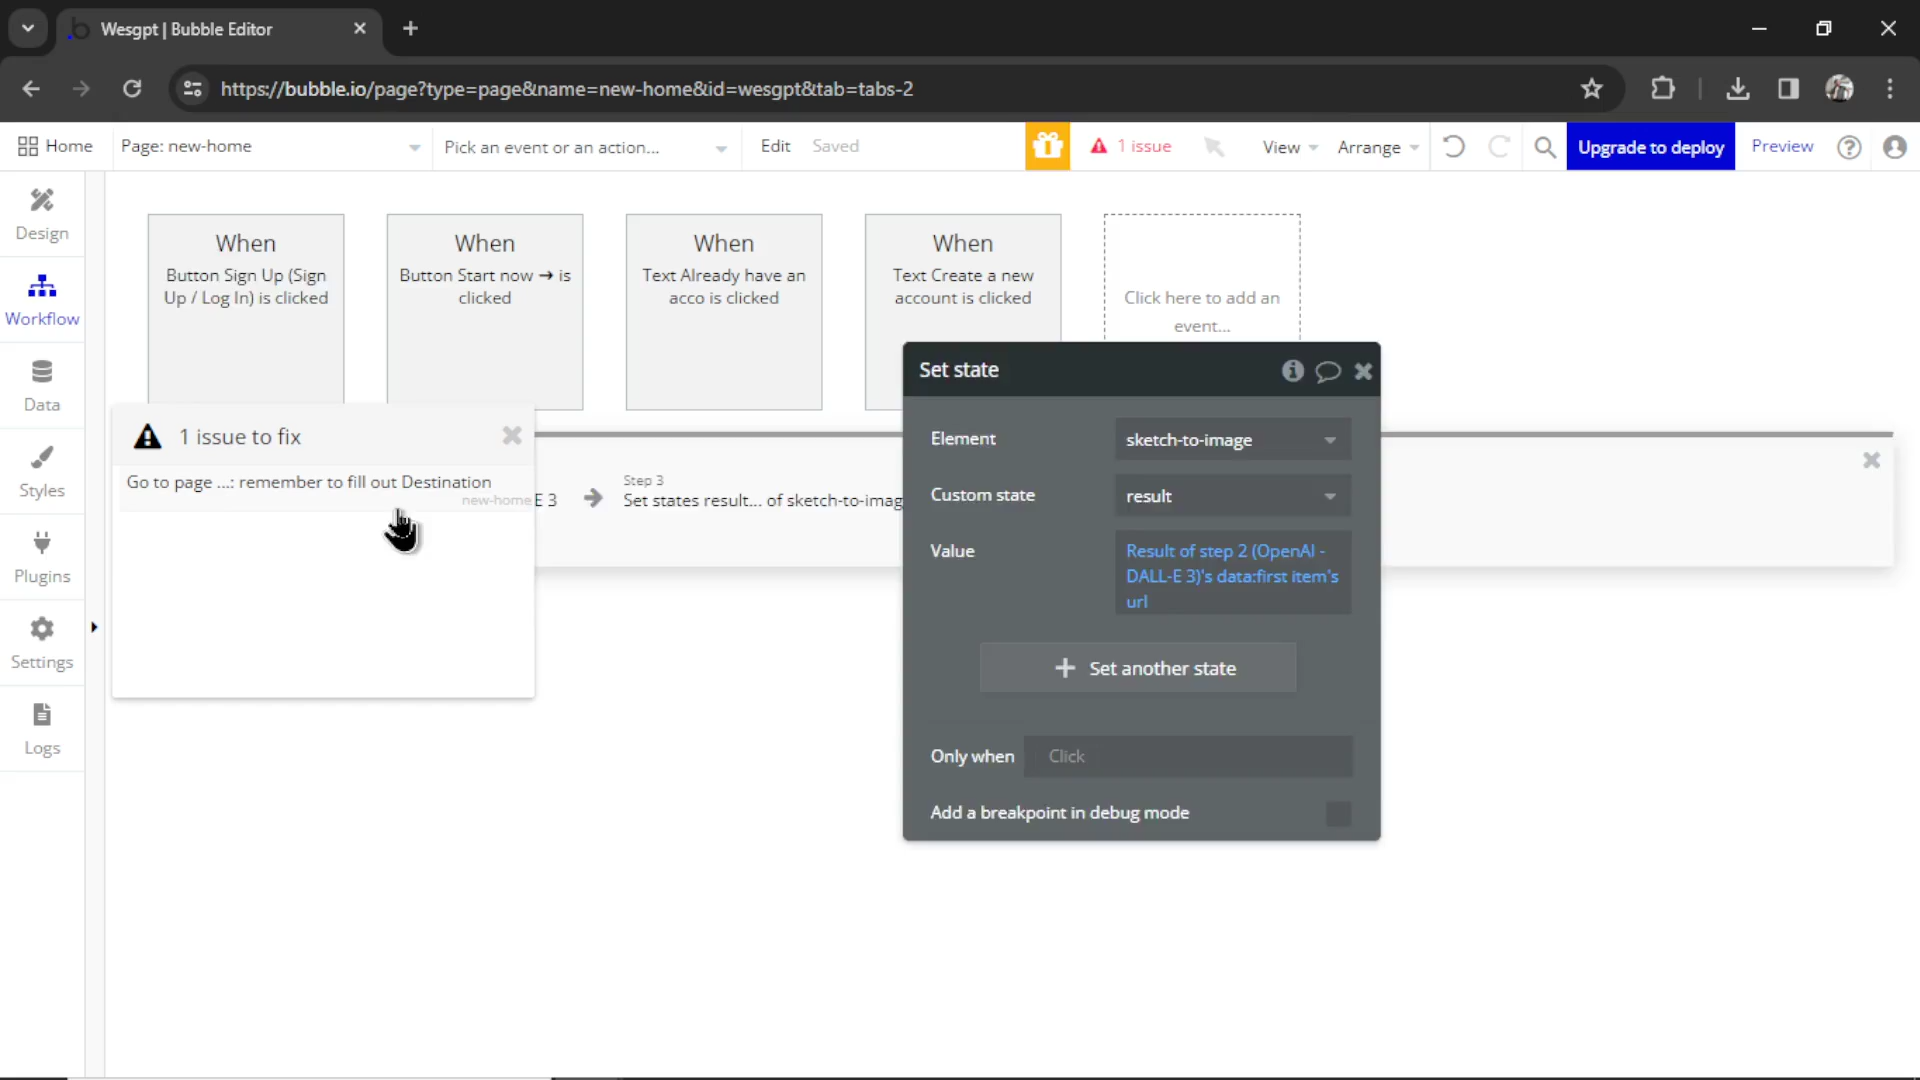 Wesgpt | Bubble Editor
https://bubble.io/page?type=page&name=new-home&id=wesgpt&tab=tabs-2
Home
Page: new-home
Pick an event or an action...
Edit
Saved
1 issue
View
Arrange
Upgrade to deploy
Preview
Design
Workflow
Data
Styles
Plugins
Settings
Logs
When
Button Sign Up (Sign
Up / Log In) is clicked
When
Button Start now → is
clicked
When
Text Already have an
acco is clicked
When
Text Create a new
account is clicked
Click here to add an
event...
1 issue to fix
Go to page ...: remember to fill out Destination
new-home
E 3
Step 3
Set states result... of sketch-to-imag
Set state
Element
sketch-to-image
Custom state
result
Value
Result of step 2 (OpenAI -
DALL-E 3)'s data:first item's
url
+ Set another state
Only when
Click
Add a breakpoint in debug mode